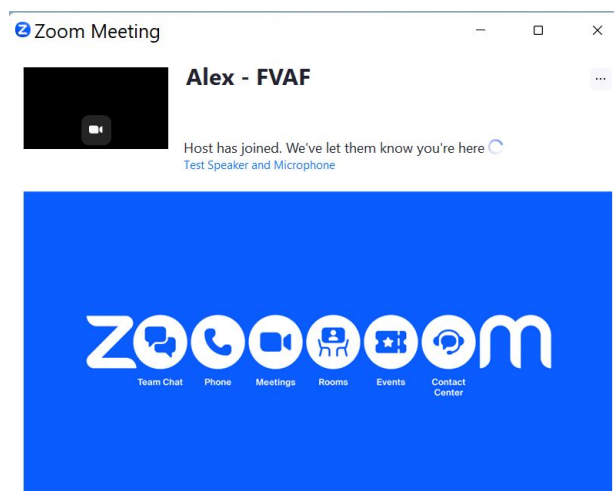 Zoom Meeting
Alex - FVAF
Host has joined. We've let them know you're here
Test Speaker and Microphone
zoooooom
Team Chat Phone Meetings Rooms Events Contact Center